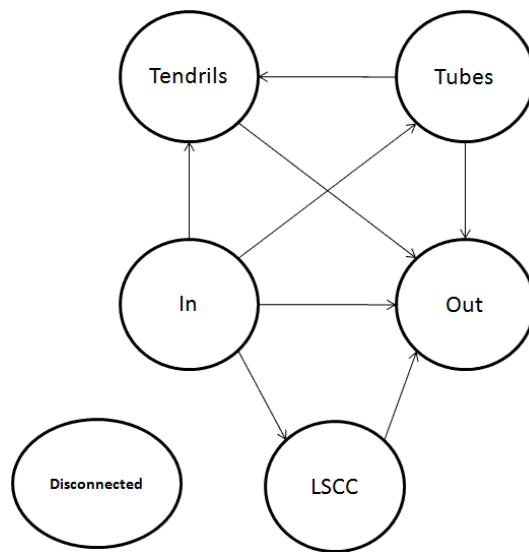 Tendrils
Tubes
In
Out
Disconnected
LSCC